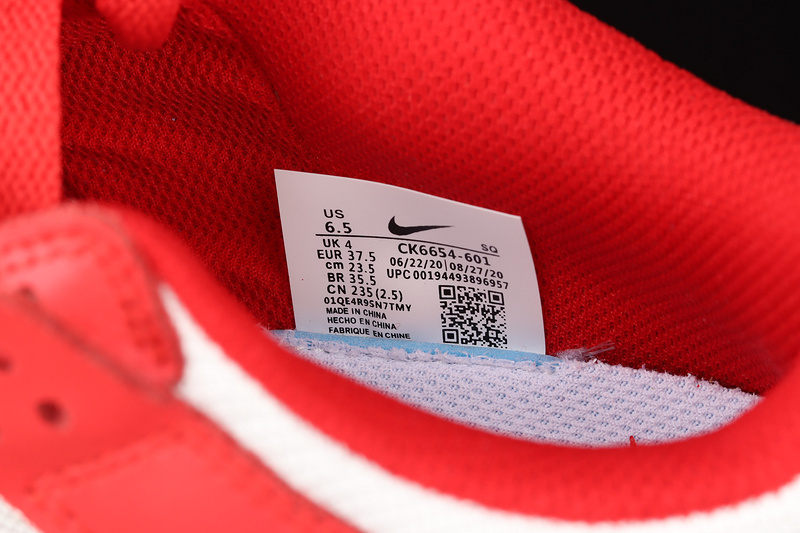 US
6.5
SQ
UK 4
CK6654-601
EUR 37.5
06/22/20 | 08/27/20
cm 23.5
UPC 00194493896957
BR 35.5
CN 235(2.5)
01QE4R9SN7TMY
MADE IN CHINA
HECHO EN CHINA
FABRIQUE EN CHINE